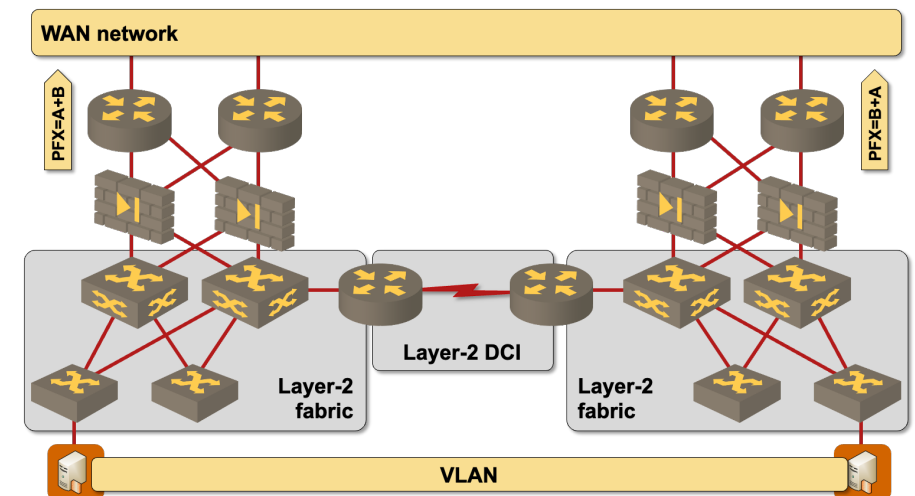 WAN network
PFX=A+B
PFX=B+A
Layer-2 DCI
Layer-2
fabric
Layer-2
fabric
VLAN